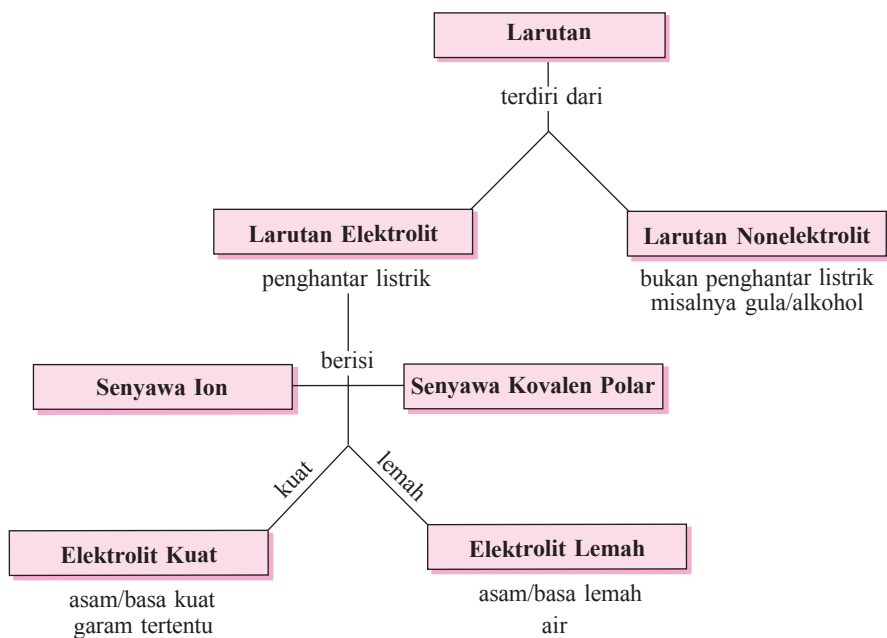 Larutan
terdiri dari
Larutan Elektrolit
Larutan Nonelektrolit
penghantar listrik
bukan penghantar listrik
misalnya gula/alkohol
berisi
Senyawa Ion
Senyawa Kovalen Polar
kuat
lemah
Elektrolit Kuat
Elektrolit Lemah
asam/basa kuat
garam tertentu
asam/basa lemah
air